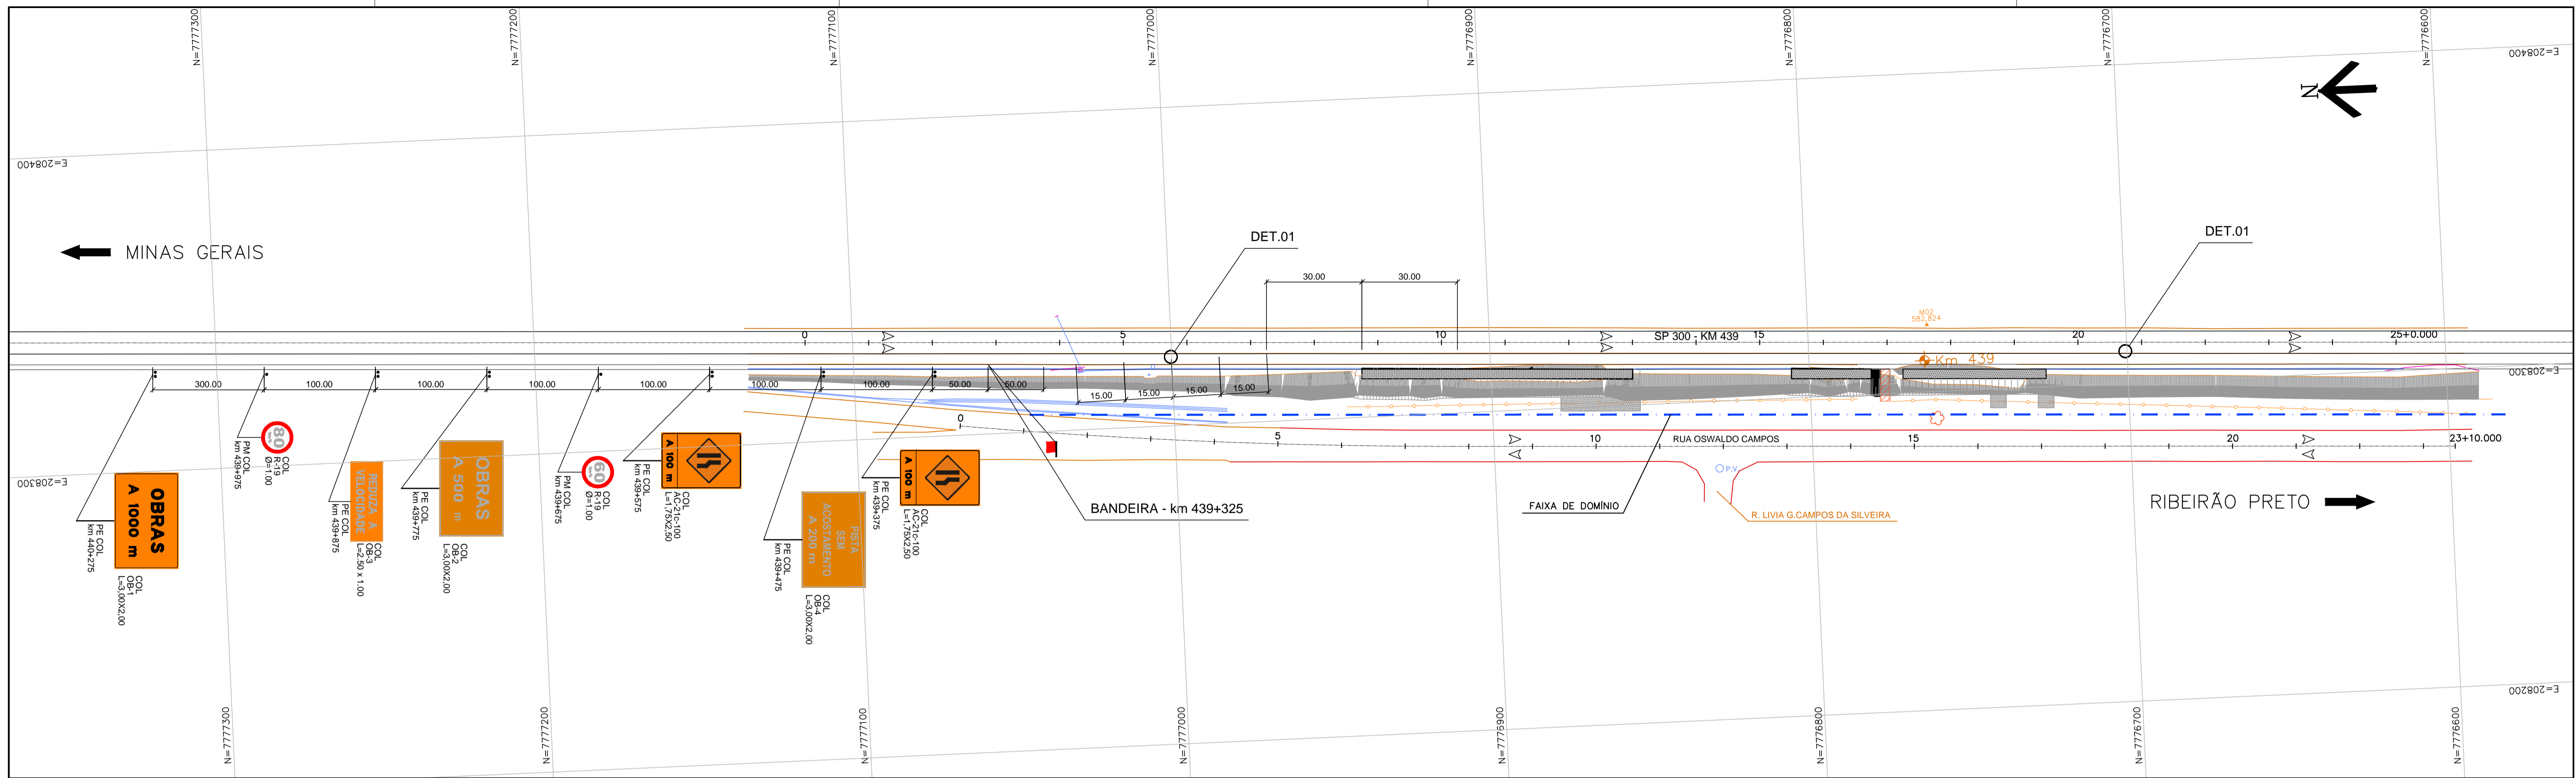 N=7777300
N=7777200
N=7777100
N=7777000
N=7776900
N=7776800
N=7776700
N=7776600
E=208400
E=208400
N
MINAS GERAIS
DET.01
DET.01
30.00
30.00
M02
582,824
0
5
10
SP 300 - KM 439
15
20
25+0.000
Km 439
E=208300
300.00
100.00
100.00
100.00
100.00
100.00
100.00
50.00
50.00
15.00
15.00
15.00
15.00
0
5
10
RUA OSWALDO CAMPOS
15
20
23+10.000
P.V.
FAIXA DE DOMÍNIO
R. LIVIA G.CAMPOS DA SILVEIRA
RIBEIRÃO PRETO
BANDEIRA - km 439+325
E=208300
OBRAS
A 1000 m
COL
OB-1
L=3,00X2,00
PE COL
km 440+275
80
km/h
COL
R-19
Ø=1,00
PM COL
km 439+975
REDUZA A
VELOCIDADE
COL
OB-3
L=2,50 x 1,00
PE COL
km 439+875
OBRAS
A 500 m
COL
OB-2
L=3,00X2,00
PE COL
km 439+775
60
km/h
COL
R-19
Ø=1,00
PM COL
km 439+675
A 100 m
COL
AC-21c-100
L=1,75X2,50
PE COL
km 439+575
PISTA
SEM
ACOSTAMENTO
A 200 m
COL
OB-4
L=3,00X2,00
PE COL
km 439+475
A 100 m
COL
AC-21c-100
L=1,75X2,50
PE COL
km 439+375
E=208200
N=7777300
N=7777200
N=7777100
N=7777000
N=7776900
N=7776800
N=7776700
N=7776600